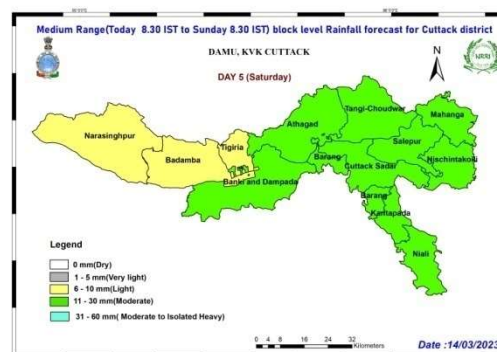 Medium Range(Today 8.30 IST to Sunday 8.30 IST) block level Rainfall forecast for Cuttack district
DAMU, KVK CUTTACK
N
NRRI
DAY 5 (Saturday)
Tangi-Choudwar
Mahanga
Narasinghpur
Athagad
Tigiria
Salepur
Badamba
Barang
Nischintakoili
Cuttack Sadar
Banki and Dampada
Barang
Kantapada
Niali
Legend
0 mm(Dry)
1 - 5 mm(Very light)
6 - 10 mm(Light)
11 - 30 mm(Moderate)
31 - 60 mm ( Moderate to Isolated Heavy)
0 4 8 16 24 32
Kilometers
Date :14/03/2023